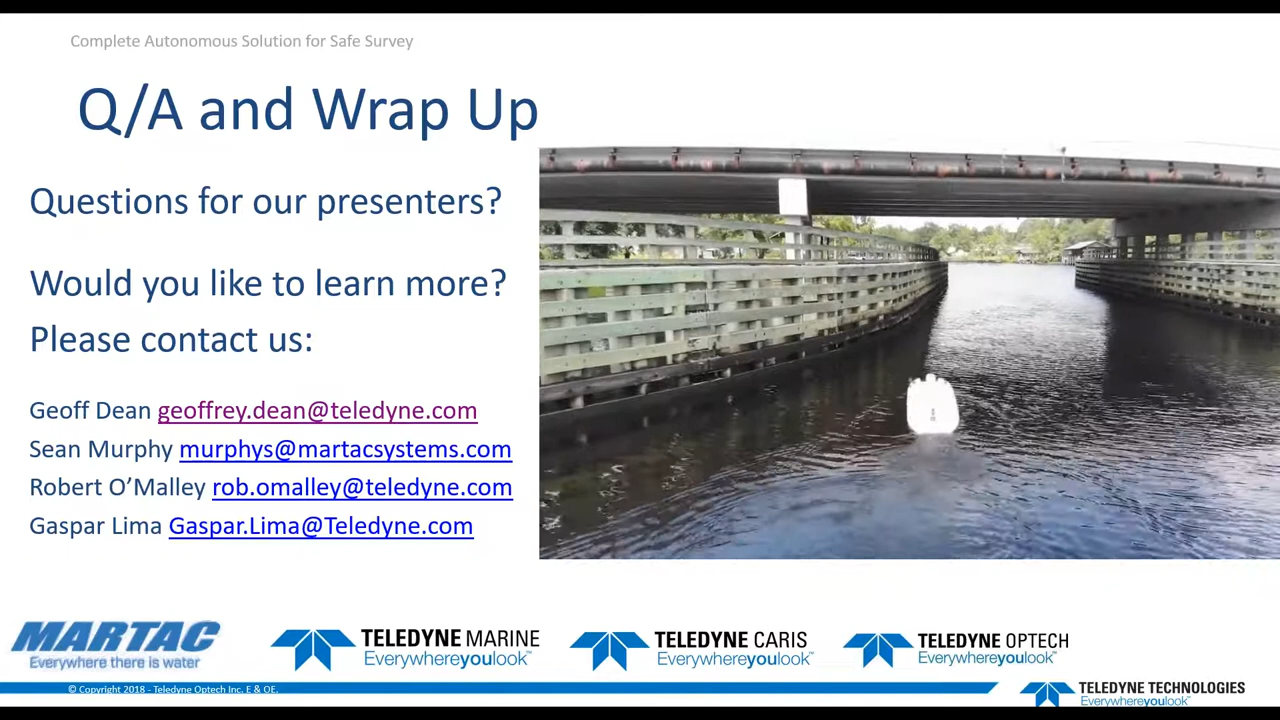 Complete Autonomous Solution for Safe Survey
Q/A and Wrap Up
Questions for our presenters?
Would you like to learn more?
Please contact us:
Geoff Dean geoffrey.dean@teledyne.com
Sean Murphy murphys@martacsystems.com
Robert O’Malley rob.omalley@teledyne.com
Gaspar Lima Gaspar.Lima@Teledyne.com
MARTAC
Everywhere there is water
TELEDYNE MARINE
Everywhereyoulook™
TELEDYNE CARIS
Everywhereyoulook™
TELEDYNE OPTECH
Everywhereyoulook™
© Copyright 2018 - Teledyne Optech Inc. E & OE.
TELEDYNE TECHNOLOGIES
Everywhereyoulook™